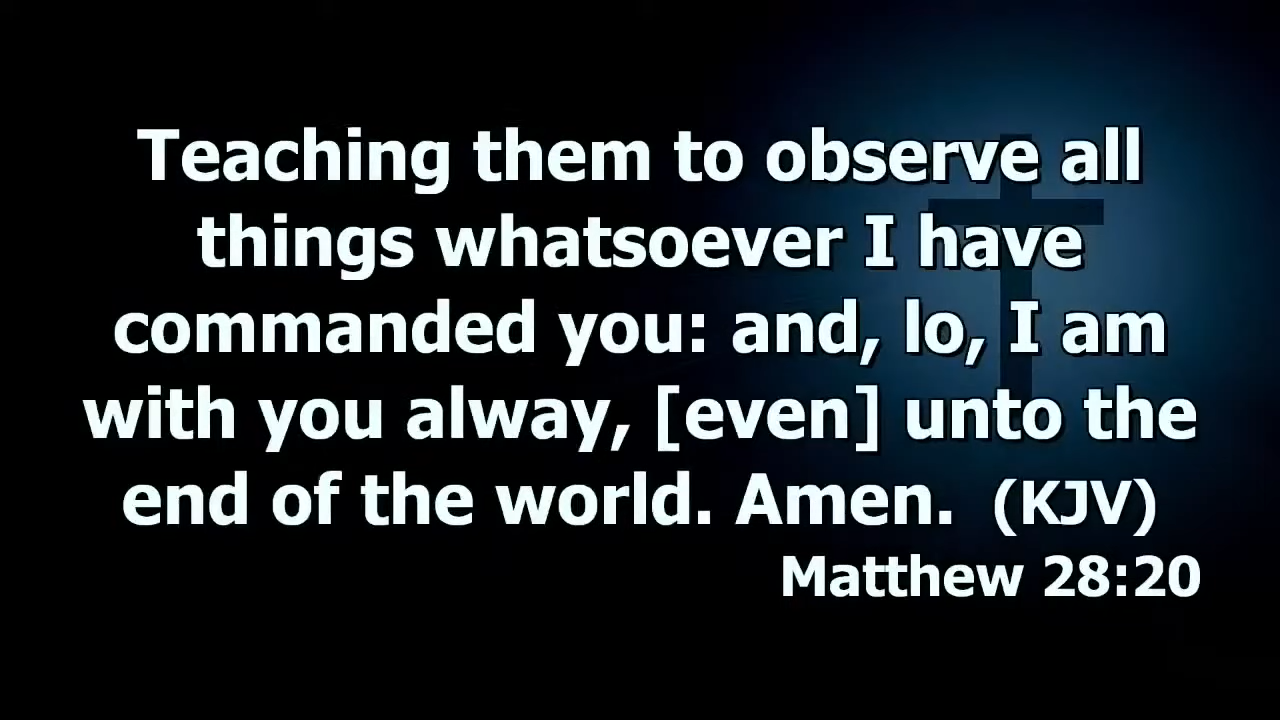 Teaching them to observe all
things whatsoever I have
commanded you: and, lo, I am
with you alway, [even] unto the
end of the world. Amen. (KJV)
Matthew 28:20